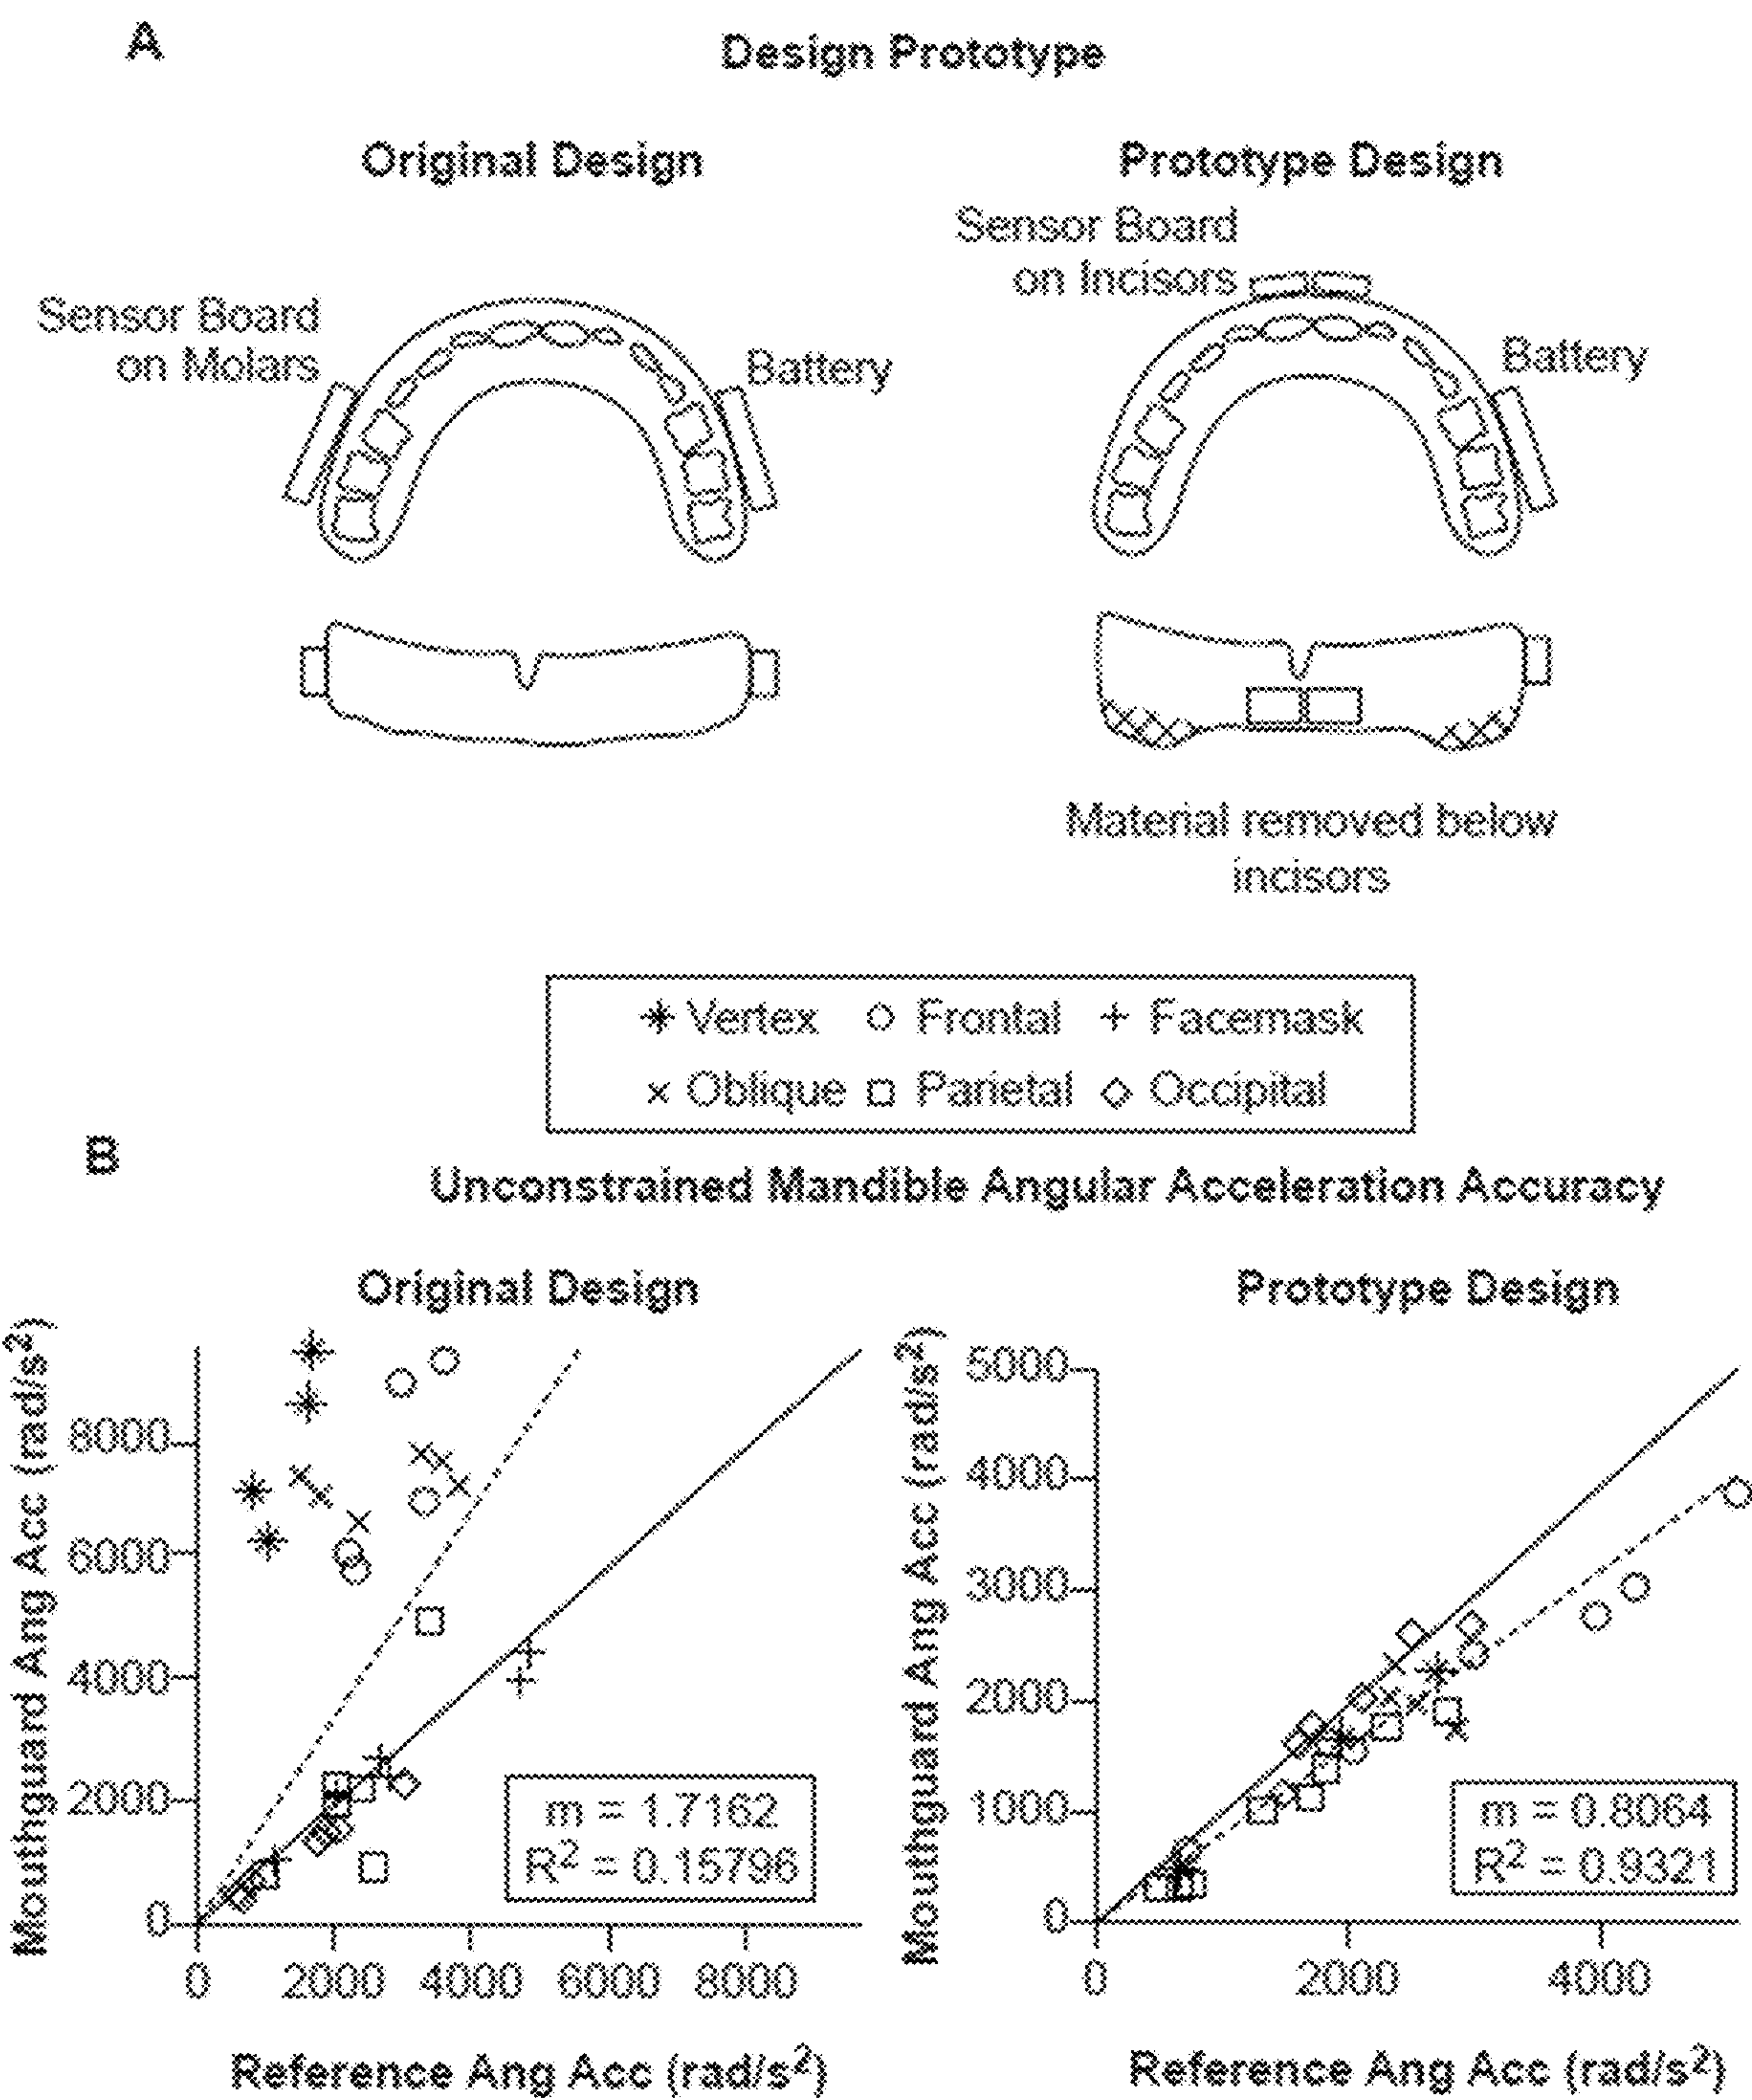 A
Design Prototype
Original Design
Prototype Design
Sensor Board
on Molars
Battery
Sensor Board
on Incisors
Battery
Material removed below
incisors
Vertex Frontal Facemask
Oblique Parietal Occipital
B
Unconstrained Mandible Angular Acceleration Accuracy
Original Design
Mouthguard Ang Acc (rad/s²)
8000
6000
4000
2000
0
m = 1.7162
R² = 0.15796
0 2000 4000 6000 8000
Reference Ang Acc (rad/s²)
Prototype Design
Mouthguard Ang Acc (rad/s²)
5000
4000
3000
2000
1000
0
m = 0.8064
R² = 0.9321
0 2000 4000
Reference Ang Acc (rad/s²)